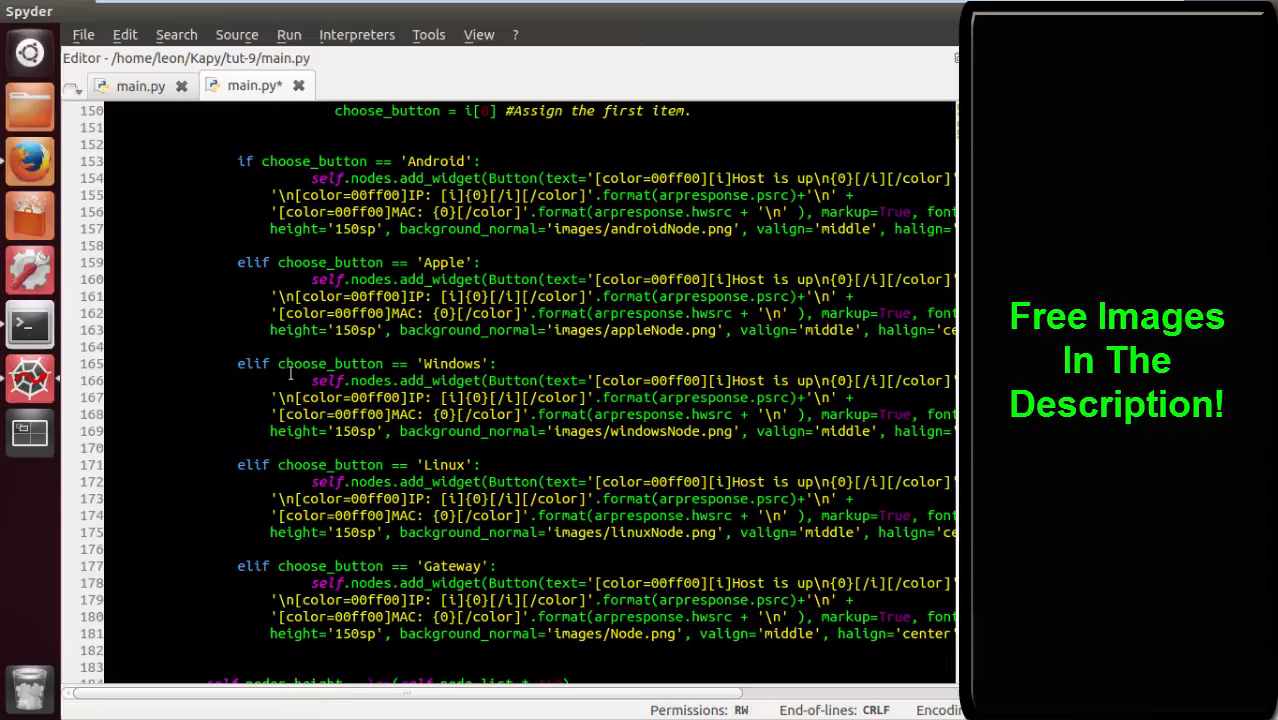 Spyder
File Edit Search Source Run Interpreters Tools View ?
Editor - /home/leon/Kapy/tut-9/main.py
main.py main.py*
150 choose_button = i[0] #Assign the first item.
151
152
153 if choose_button == 'Android':
154 self.nodes.add_widget(Button(text='[color=00ff00][i]Host is up\n{0}[/i][/color]'
155 '\n[color=00ff00]IP: [i]{0}[/i][/color]'.format(arpresponse.psrc)+'\n' +
156 '[color=00ff00]MAC: {0}[/color]'.format(arpresponse.hwsrc + '\n' ), markup=True, font
157 height='150sp', background_normal='images/androidNode.png', valign='middle', halign=
158
159 elif choose_button == 'Apple':
160 self.nodes.add_widget(Button(text='[color=00ff00][i]Host is up\n{0}[/i][/color]'
161 '\n[color=00ff00]IP: [i]{0}[/i][/color]'.format(arpresponse.psrc)+'\n' +
162 '[color=00ff00]MAC: {0}[/color]'.format(arpresponse.hwsrc + '\n' ), markup=True, font
163 height='150sp', background_normal='images/appleNode.png', valign='middle', halign='ce
164
165 elif choose_button == 'Windows':
166 self.nodes.add_widget(Button(text='[color=00ff00][i]Host is up\n{0}[/i][/color]'
167 '\n[color=00ff00]IP: [i]{0}[/i][/color]'.format(arpresponse.psrc)+'\n' +
168 '[color=00ff00]MAC: {0}[/color]'.format(arpresponse.hwsrc + '\n' ), markup=True, font
169 height='150sp', background_normal='images/windowsNode.png', valign='middle', halign=
170
171 elif choose_button == 'Linux':
172 self.nodes.add_widget(Button(text='[color=00ff00][i]Host is up\n{0}[/i][/color]'
173 '\n[color=00ff00]IP: [i]{0}[/i][/color]'.format(arpresponse.psrc)+'\n' +
174 '[color=00ff00]MAC: {0}[/color]'.format(arpresponse.hwsrc + '\n' ), markup=True, font
175 height='150sp', background_normal='images/linuxNode.png', valign='middle', halign='ce
176
177 elif choose_button == 'Gateway':
178 self.nodes.add_widget(Button(text='[color=00ff00][i]Host is up\n{0}[/i][/color]'
179 '\n[color=00ff00]IP: [i]{0}[/i][/color]'.format(arpresponse.psrc)+'\n' +
180 '[color=00ff00]MAC: {0}[/color]'.format(arpresponse.hwsrc + '\n' ), markup=True, font
181 height='150sp', background_normal='images/Node.png', valign='middle', halign='center'
182
183
Permissions: RW End-of-lines: CRLF Encoding
Free Images
In The
Description!